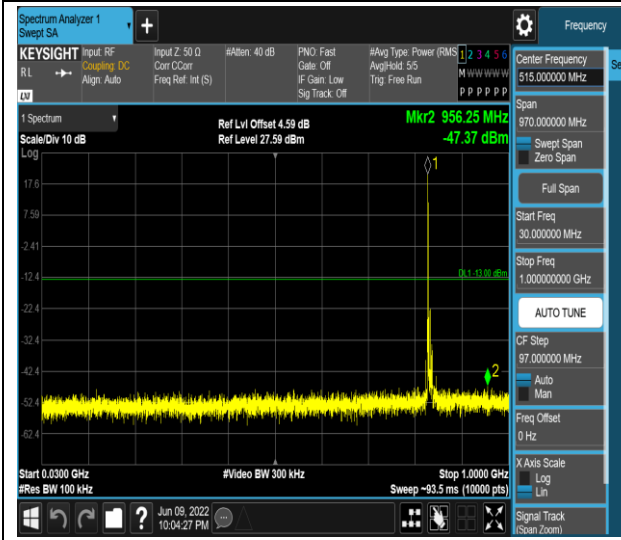 Spectrum Analyzer 1
Swept SA
Frequency
KEYSIGHT
RL
LXI
Input: RF
Coupling: DC
Align: Auto
Input Z: 50 Ω
Corr CCorr
Freq Ref: Int (S)
#Atten: 40 dB
PNO: Fast
Gate: Off
IF Gain: Low
Sig Track: Off
#Avg Type: Power (RMS
Avg|Hold: 5/5
Trig: Free Run
1 2 3 4 5 6
M W W W W W
P P P P P P
1 Spectrum
Scale/Div 10 dB
Log
Ref Lvl Offset 4.59 dB
Ref Level 27.59 dBm
Mkr2 956.25 MHz
-47.37 dBm
1
17.6
7.59
-2.41
-12.4
DL1 -13.00 dBm
-22.4
-32.4
-42.4
2
-52.4
-62.4
Start 0.0300 GHz
#Res BW 100 kHz
#Video BW 300 kHz
Stop 1.0000 GHz
Sweep ~93.5 ms (10000 pts)
Jun 09, 2022
10:04:27 PM
Center Frequency
515.000000 MHz
Se
Span
970.000000 MHz
Swept Span
Zero Span
Full Span
Start Freq
30.000000 MHz
Stop Freq
1.000000000 GHz
AUTO TUNE
CF Step
97.000000 MHz
Auto
Man
Freq Offset
0 Hz
X Axis Scale
Log
Lin
Signal Track
(Span Zoom)